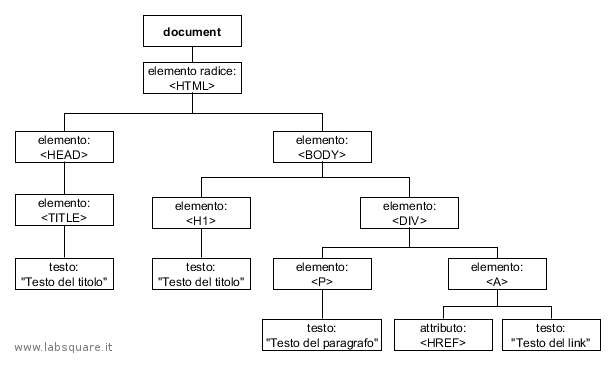 document
elemento radice:
<HTML>
elemento:
<HEAD>
elemento:
<BODY>
elemento:
<TITLE>
elemento:
<H1>
elemento:
<DIV>
testo:
"Testo del titolo"
testo:
"Testo del titolo"
elemento:
<P>
elemento:
<A>
testo:
"Testo del paragrafo"
attributo:
<HREF>
testo:
"Testo del link"
www.labsquare.it